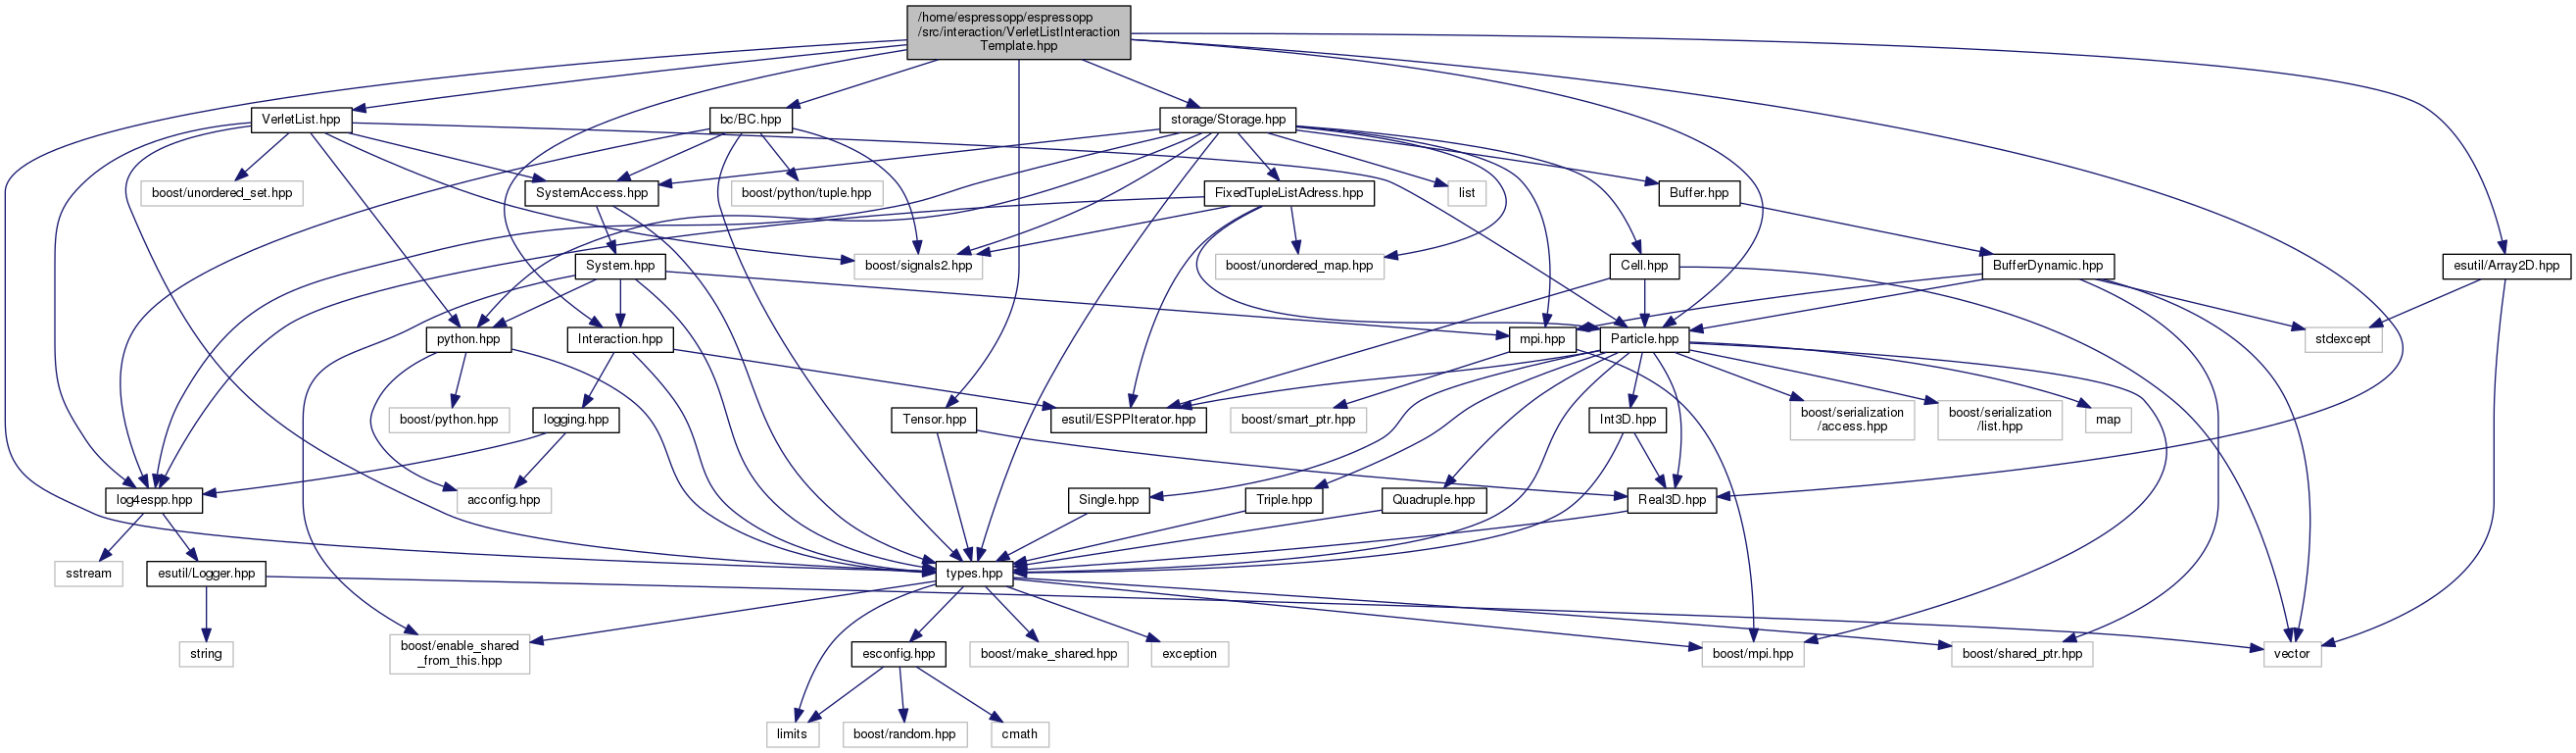 /home/espressopp/espressopp
/src/interaction/VerletListInteraction
Template.hpp
VerletList.hpp
bc/BC.hpp
storage/Storage.hpp
boost/unordered_set.hpp
SystemAccess.hpp
boost/python/tuple.hpp
FixedTupleListAdress.hpp
list
Buffer.hpp
System.hpp
boost/signals2.hpp
boost/unordered_map.hpp
Cell.hpp
BufferDynamic.hpp
esutil/Array2D.hpp
python.hpp
Interaction.hpp
mpi.hpp
Particle.hpp
stdexcept
boost/python.hpp
logging.hpp
Tensor.hpp
esutil/ESPPIterator.hpp
boost/smart_ptr.hpp
Int3D.hpp
boost/serialization
/access.hpp
boost/serialization
/list.hpp
map
log4espp.hpp
acconfig.hpp
Single.hpp
Triple.hpp
Quadruple.hpp
Real3D.hpp
sstream
esutil/Logger.hpp
types.hpp
string
boost/enable_shared
_from_this.hpp
esconfig.hpp
boost/make_shared.hpp
exception
boost/mpi.hpp
boost/shared_ptr.hpp
vector
limits
boost/random.hpp
cmath